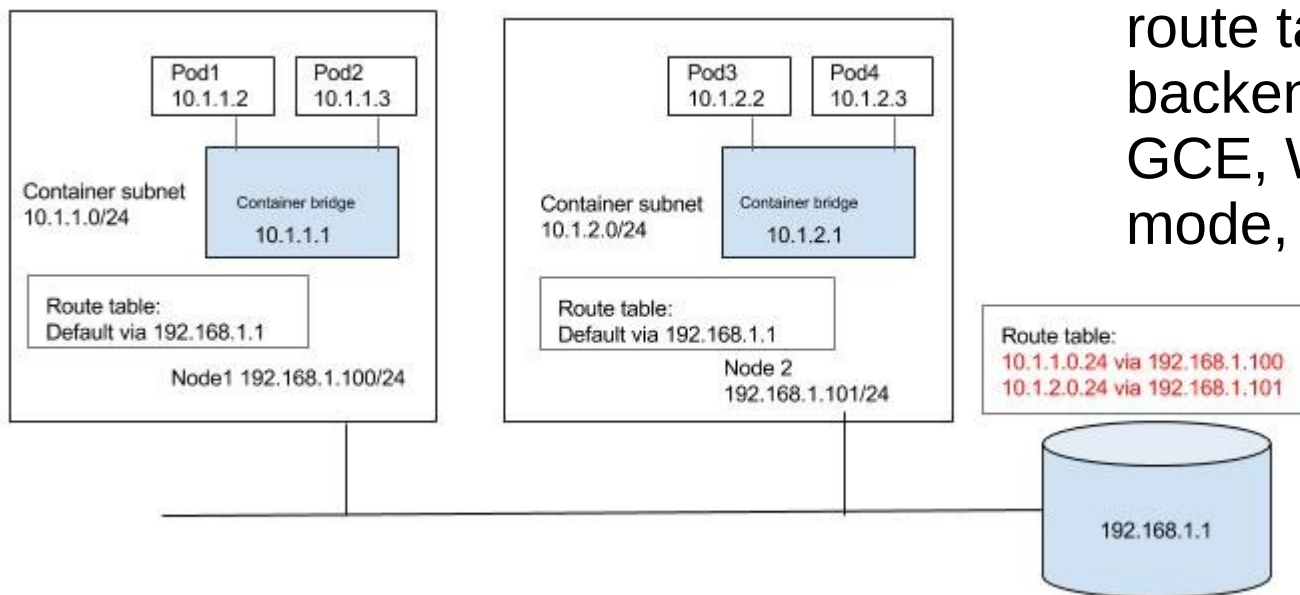 Pod1
10.1.1.2
Pod2
10.1.1.3
Container subnet
10.1.1.0/24
Container bridge
10.1.1.1
Route table:
Default via 192.168.1.1
Node1 192.168.1.100/24
Pod3
10.1.2.2
Pod4
10.1.2.3
Container subnet
10.1.2.0/24
Container bridge
10.1.2.1
Route table:
Default via 192.168.1.1
Node 2
192.168.1.101/24
route
GCE,
mode,
Route table:
10.1.1.0.24 via 192.168.1.100
10.1.2.0.24 via 192.168.1.101
192.168.1.1